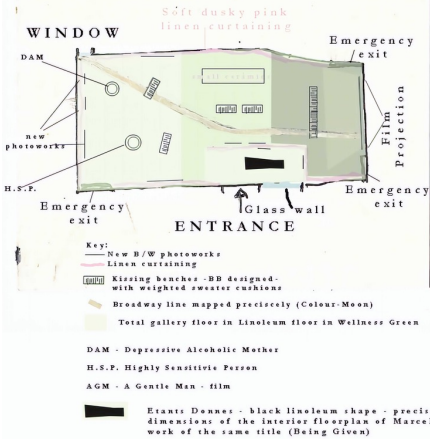 Soft dusky pink
linen curtaining
WINDOW
Emergency
exit
DAM
new
photoworks
Film
Projection
H.S.P.
Emergency
exit
Glass wall
Emergency
exit
ENTRANCE
Key:
New B/W photoworks
Linen curtaining
Kissing benches -BB designed-
with weighted sweater cushions
Broadway line mapped preciscely (Colour-Moon)
Total gallery floor in Linoleum floor in Wellness Green
DAM - Depressive Alcoholic Mother
H.S.P. Highly Sensitivie Person
AGM - A Gentle Man - film
Etants Donnes - black linoleum shape - precis
dimensions of the interior floorplan of Marcel
work of the same title (Being Given)